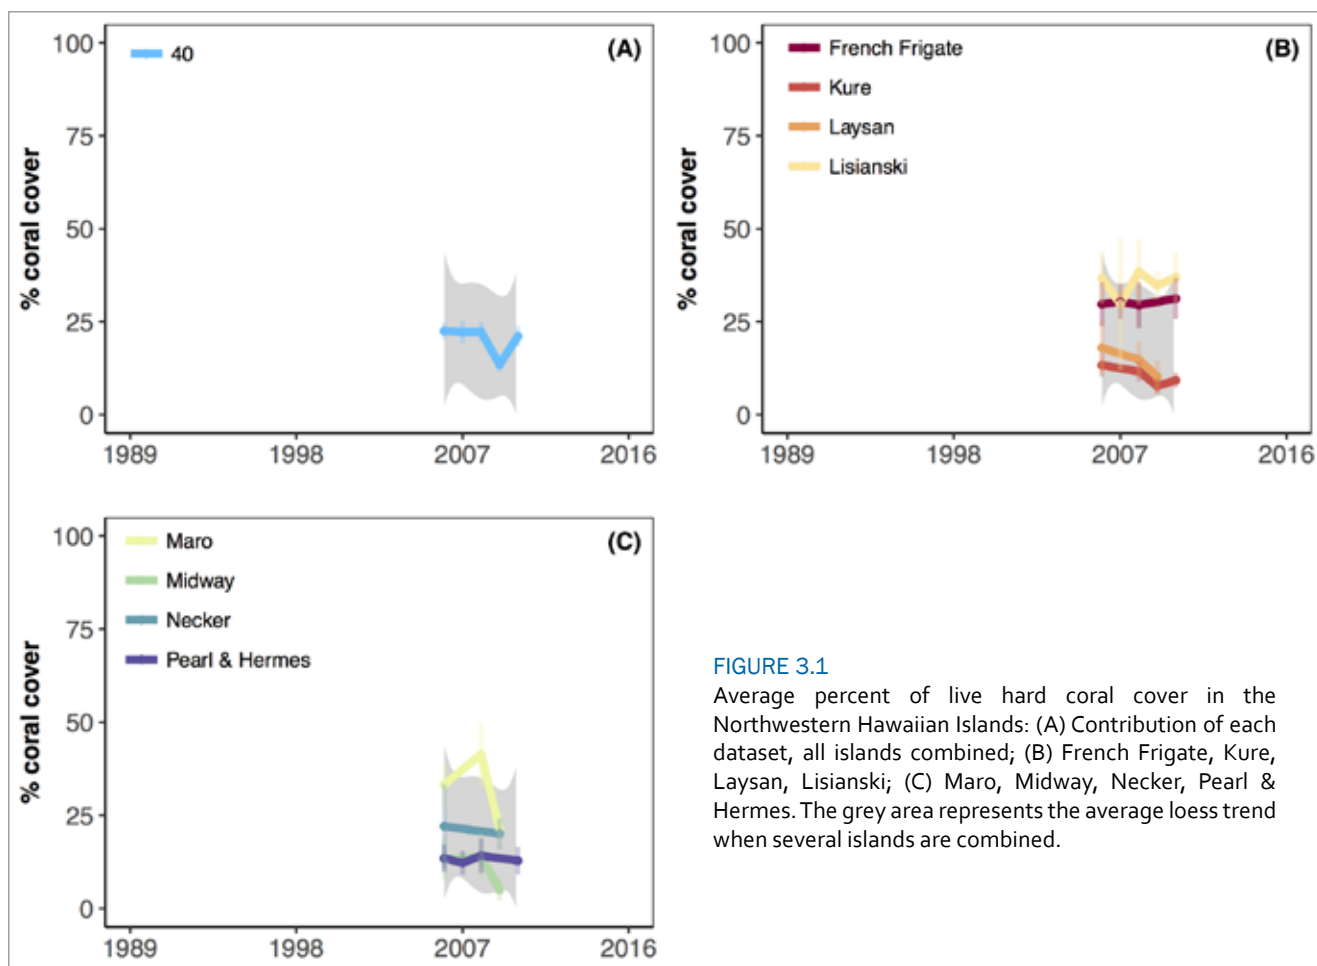 100
75
50
25
0
% coral cover
40
(A)
1989
1998
2007
2016
100
75
50
25
0
% coral cover
French Frigate
Kure
Laysan
Lisianski
(B)
1989
1998
2007
2016
100
75
50
25
0
% coral cover
Maro
Midway
Necker
Pearl & Hermes
(C)
1989
1998
2007
2016
FIGURE 3.1
Average percent of live hard coral cover in the
Northwestern Hawaiian Islands: (A) Contribution of each
dataset, all islands combined; (B) French Frigate, Kure,
Laysan, Lisianski; (C) Maro, Midway, Necker, Pearl &
Hermes. The grey area represents the average loess trend
when several islands are combined.